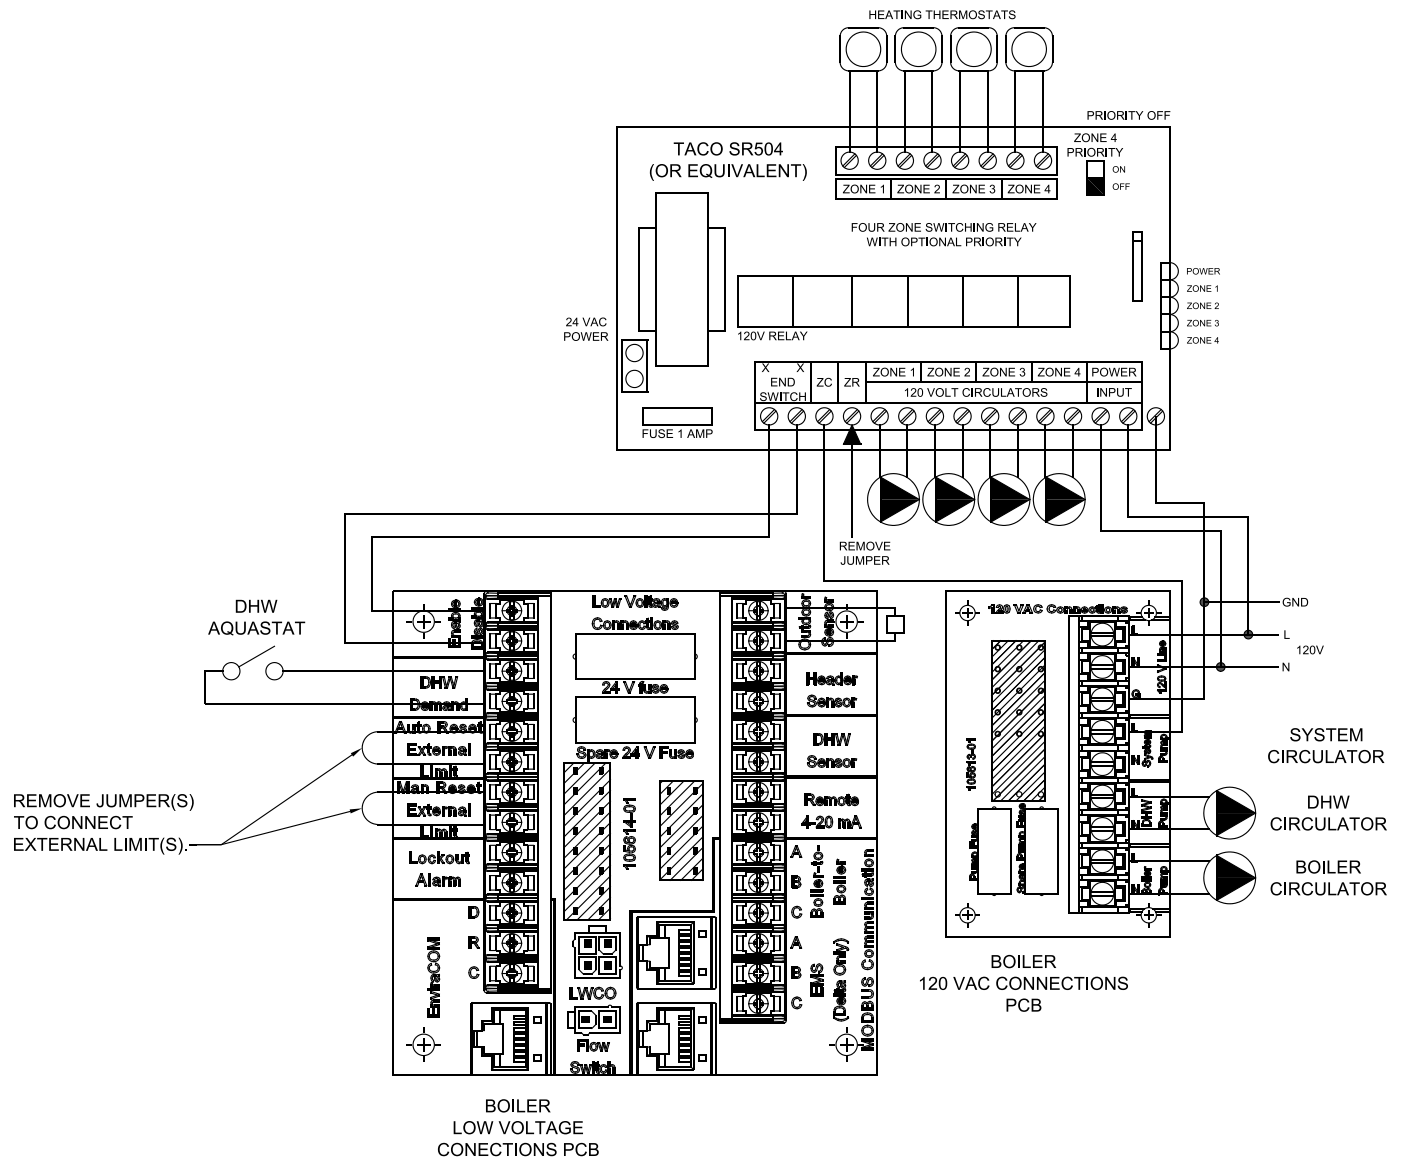 HEATING THERMOSTATS
PRIORITY OFF
TACO SR504
(OR EQUIVALENT)
ZONE 4
PRIORITY
ON
OFF
ZONE 1 ZONE 2 ZONE 3 ZONE 4
FOUR ZONE SWITCHING RELAY
WITH OPTIONAL PRIORITY
POWER
ZONE 1
ZONE 2
ZONE 3
ZONE 4
24 VAC
POWER
120V RELAY
X X
END
SWITCH
ZC
ZR
ZONE 1 ZONE 2 ZONE 3 ZONE 4 POWER
120 VOLT CIRCULATORS INPUT
FUSE 1 AMP
REMOVE
JUMPER
DHW
AQUASTAT
REMOVE JUMPER(S)
TO CONNECT
EXTERNAL LIMIT(S).
Enable
Disable
DHW
Demand
Auto Reset
External
Limit
Man Reset
External
Limit
Lockout
Alarm
D
R
C
EnviraCOM
Low Voltage
Connections
24 V fuse
Spare 24 V Fuse
105614-01
LWCO
Flow
Switch
Outdoor
Sensor
Header
Sensor
DHW
Sensor
Remote
4-20 mA
A
B
C
A
B
C
Boiler-to-
Boiler
EMS
(Delta Only)
MODBUS Communication
BOILER
LOW VOLTAGE
CONECTIONS PCB
120 VAC Connections
L
N
G
L
N
L
N
L
N
120 V Line
System
Pump
DHW
Pump
Boiler
Pump
105613-01
Pump Fuse
Spare Pump Fuse
BOILER
120 VAC CONNECTIONS
PCB
GND
L
120V
N
SYSTEM
CIRCULATOR
DHW
CIRCULATOR
BOILER
CIRCULATOR